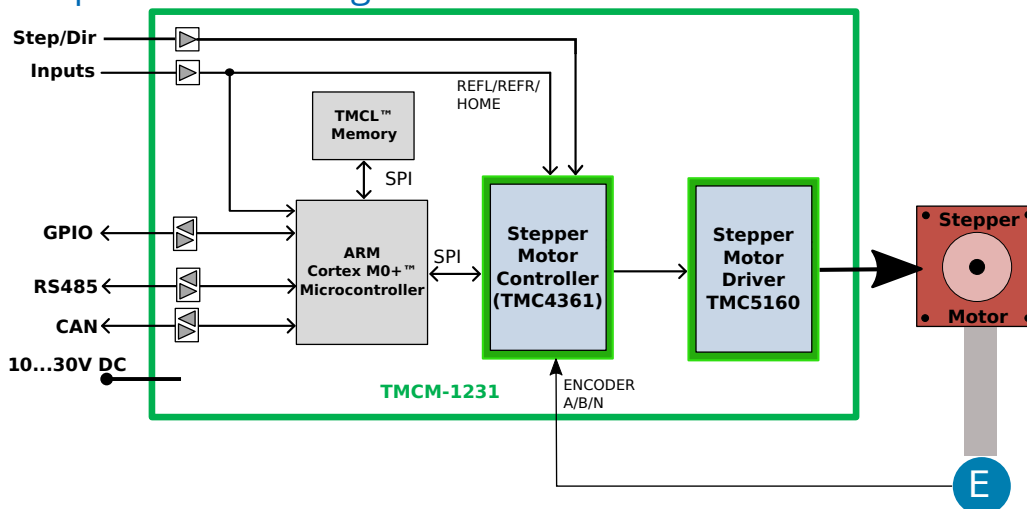 Step/Dir
Inputs
REFL/REFR/
HOME
TMCL™
Memory
SPI
GPIO
RS485
CAN
10...30V DC
ARM
Cortex M0+™
Microcontroller
SPI
Stepper
Motor
Controller
(TMC4361)
Stepper
Motor
Driver
TMC5160
Stepper
Motor
TMCM-1231
ENCODER
A/B/N
E